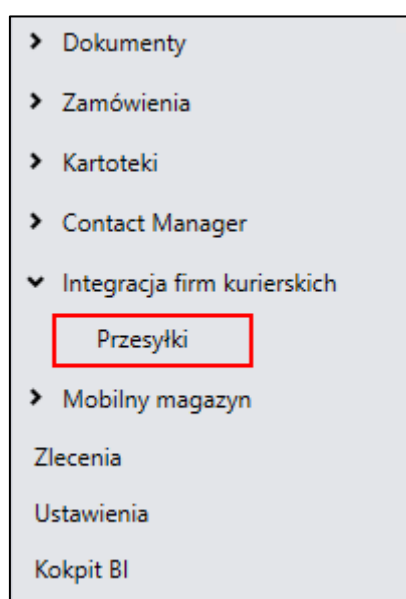 Dokumenty
Zamówienia
Kartoteki
Contact Manager
Integracja firm kurierskich
Przesyłki
Mobilny magazyn
Zlecenia
Ustawienia
Kokpit BI